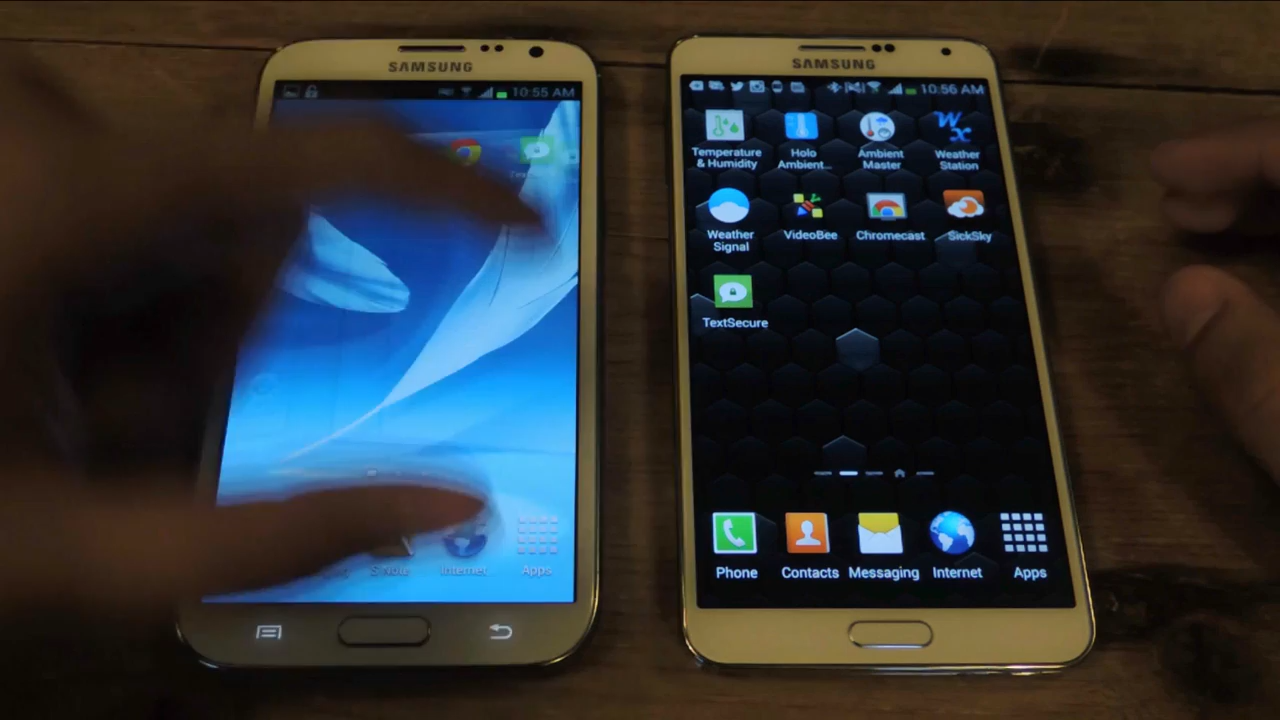 SAMSUNG
10:55 AM
S Note
Internet
Apps
SAMSUNG
10:56 AM
Temperature
& Humidity
Holo
Ambient...
Ambient
Master
Weather
Station
Weather
Signal
VideoBee
Chromecast
SickSky
TextSecure
Phone
Contacts
Messaging
Internet
Apps